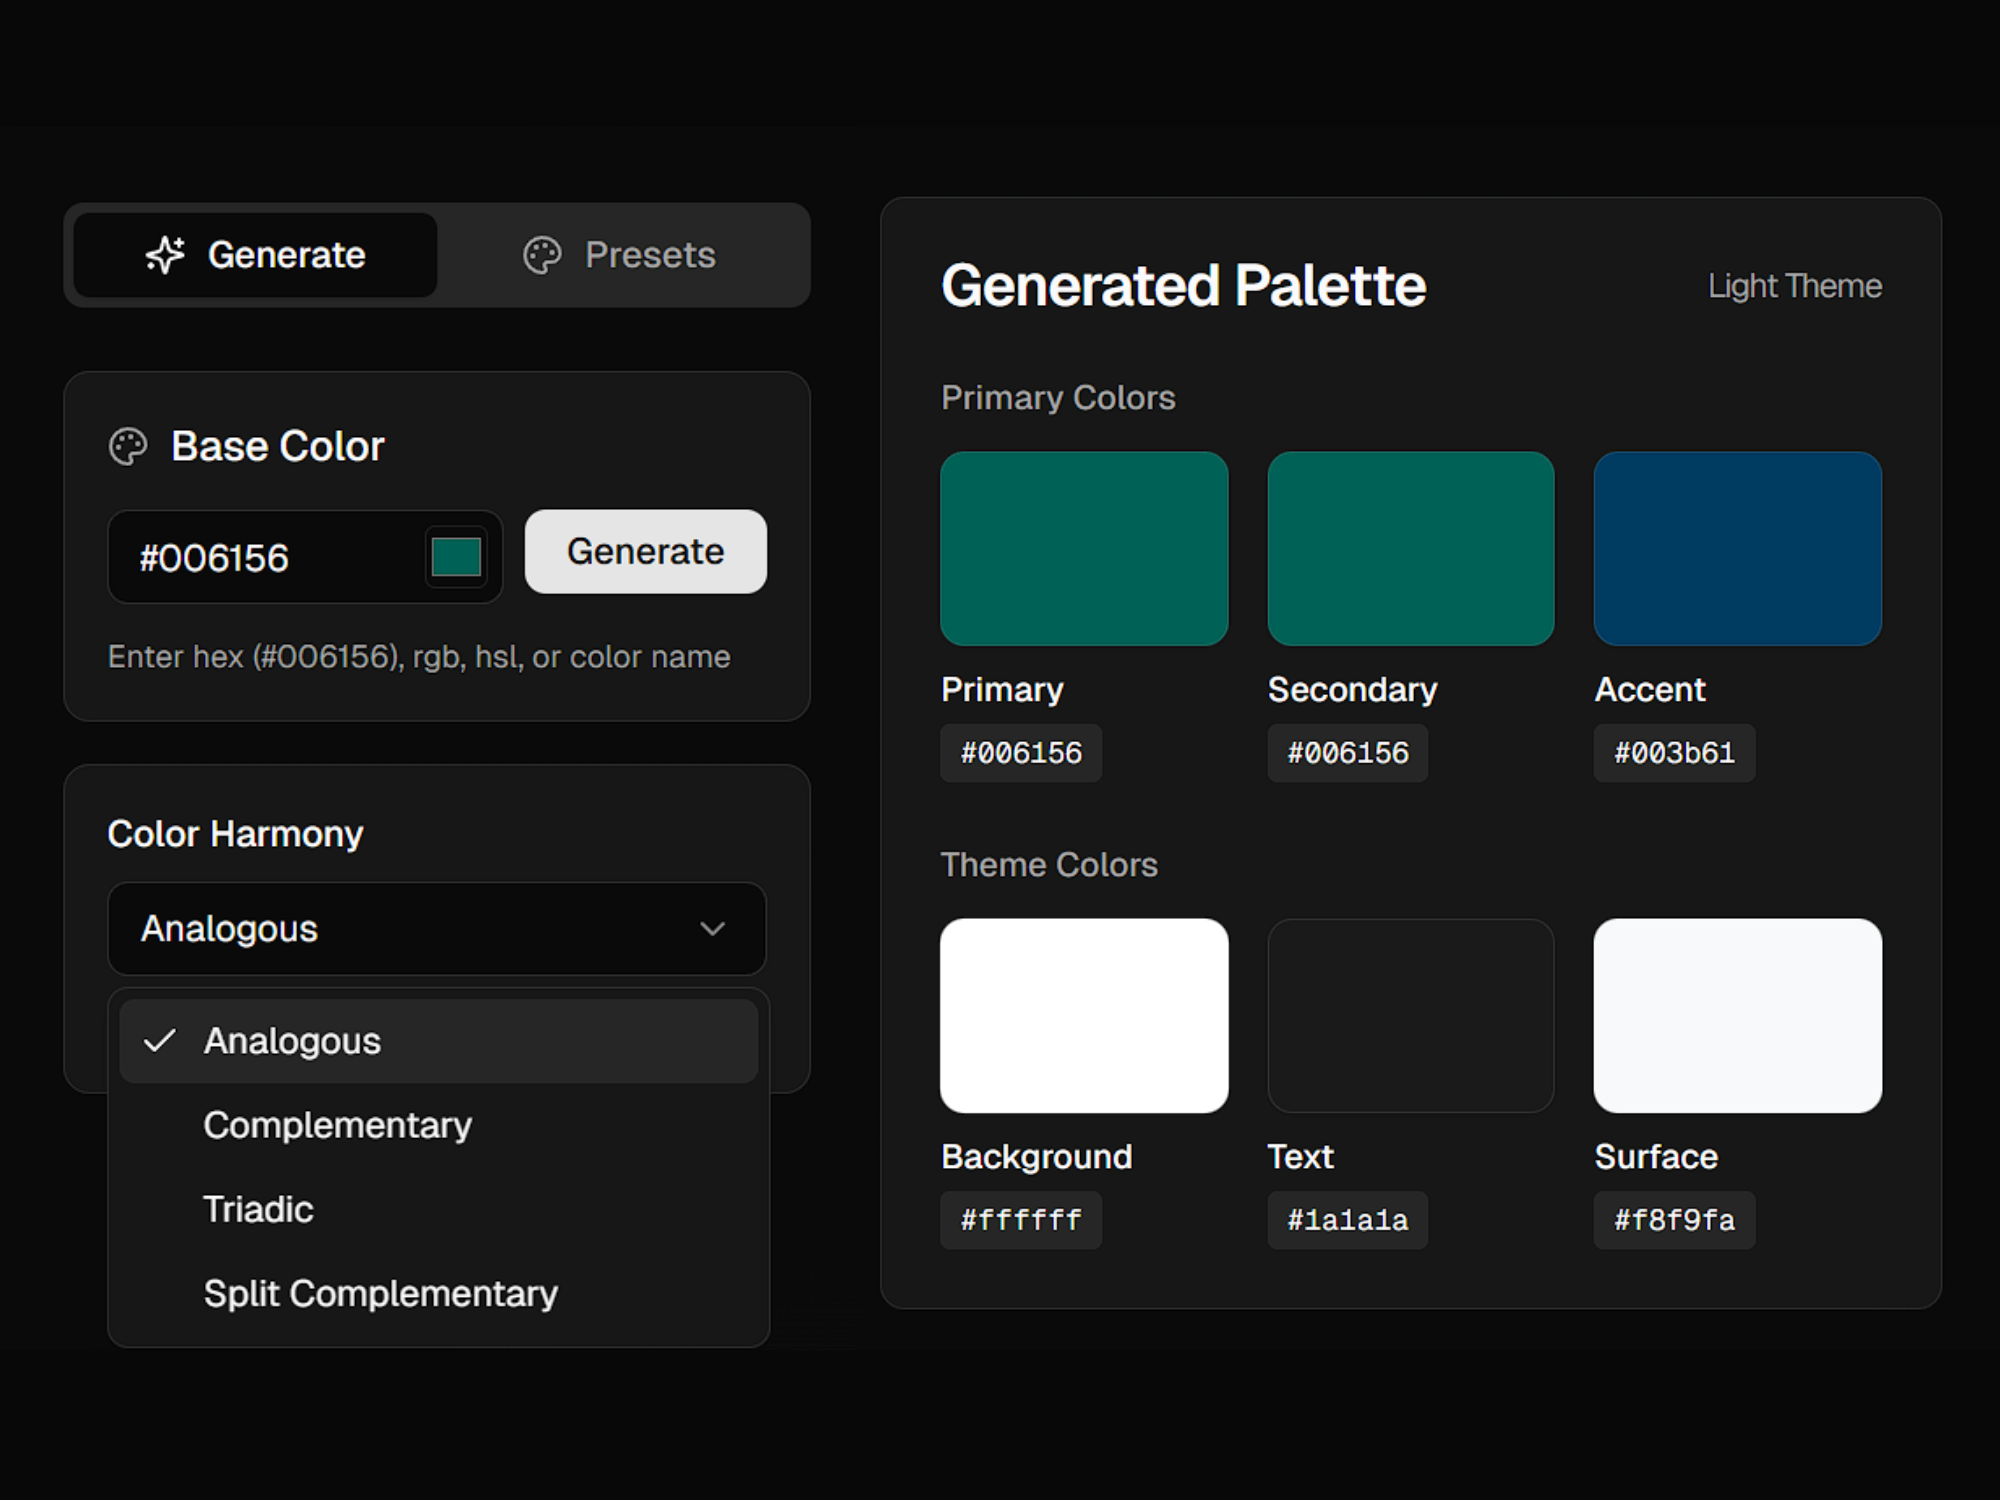 Generate
Presets
Base Color
#006156
Generate
Enter hex (#006156), rgb, hsl, or color name
Color Harmony
Analogous
Analogous
Complementary
Triadic
Split Complementary
Generated Palette
Light Theme
Primary Colors
Primary
Secondary
Accent
#006156
#006156
#003b61
Theme Colors
Background
Text
Surface
#ffffff
#1a1a1a
#f8f9fa